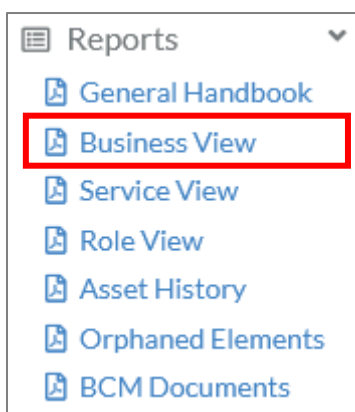 Reports
General Handbook
Business View
Service View
Role View
Asset History
Orphaned Elements
BCM Documents